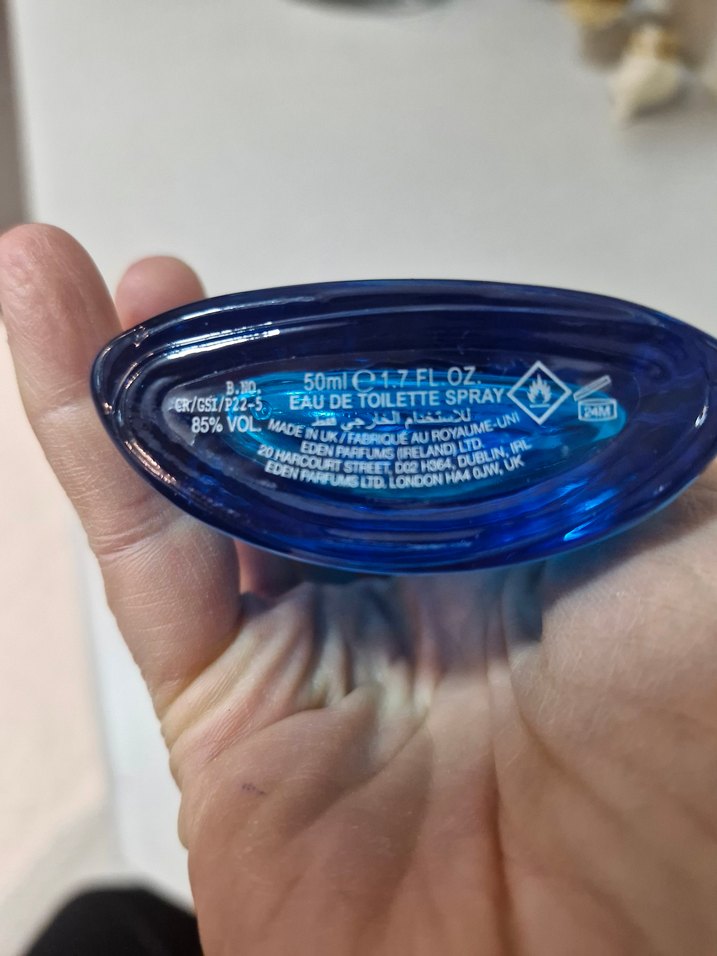 B.NO.
CR/GSI/P22-5
85% VOL.
50ml ℮ 1.7 FL. OZ.
EAU DE TOILETTE SPRAY
للاستخدام الخارجي فقط
MADE IN UK / FABRIQUÉ AU ROYAUME-UNI
EDEN PARFUMS (IRELAND) LTD.
20 HARCOURT STREET, D02 H364, DUBLIN, IRL
EDEN PARFUMS LTD. LONDON HA4 0JW, UK
24M